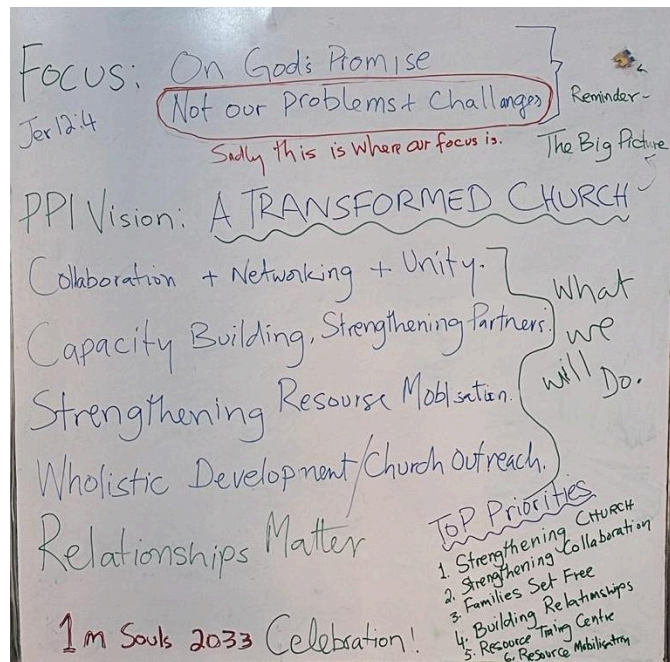 FOCUS: On God's Promise
Jer 12:4
Not our problems + Challanges
Sadly this is where our focus is.
Reminder-
The Big Picture
PPI Vision: A TRANSFORMED CHURCH
Collaboration + Networking + Unity.
Capacity Building, Strengthening Partners.
Strengthening Resourse Moblsation.
Wholistic Development/Church Outreach.
What
we
will Do.
Relationships Matter
1m Souls 2033 Celebration!
ToP Priorities
1. Strengthening CHURCH
2. Strengthening Collaboration
3. Families Set Free
4. Building Relationships
5. Resource Traing Centre
6. Resource Mobilisation